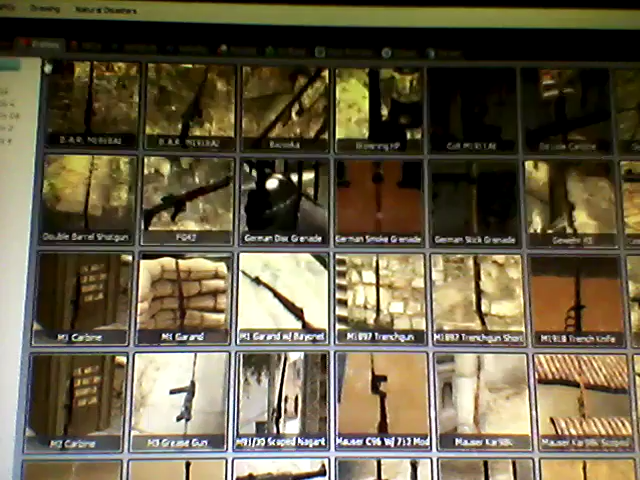 Drawing Natural Disasters
B.A.R. M1918A2 B.A.R. M1918A2 Bazooka Browning HP Colt M1911A1 DeLisle Carbine
Double Barrel Shotgun FG42 German Disc Grenade German Smoke Grenade German Stick Grenade Gewehr 43
M1 Carbine M1 Garand M1 Garand w/ Bayonet M1897 Trenchgun M1897 Trenchgun Short M1918 Trench Knife
M2 Carbine M3 Grease Gun M91/30 Scoped Nagant Mauser C96 W/ 712 Mod Mauser Kar98k Mauser Kar98k Scoped